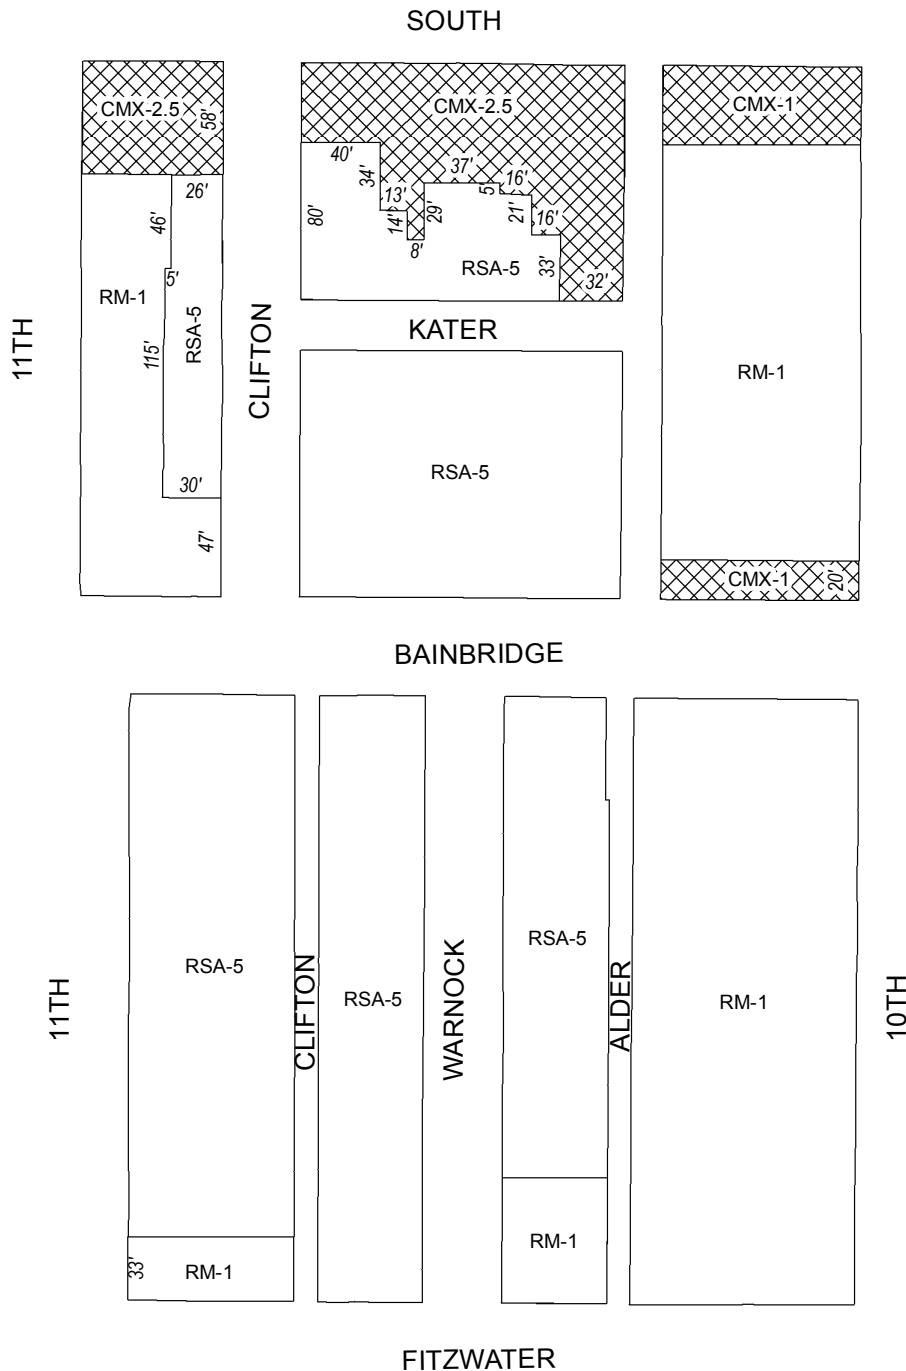 SOUTH
CMX-2.5
58'
CMX-2.5
CMX-1
40'
34'
37'
26'
13'
16'
5'
46'
80'
14'
29'
21'
16'
8'
33'
5'
RSA-5
32'
RM-1
RSA-5
11TH
115'
CLIFTON
KATER
RM-1
RSA-5
30'
47'
CMX-1
20'
BAINBRIDGE
RSA-5
RSA-5
RSA-5
RM-1
11TH
CLIFTON
WARNOCK
ALDER
10TH
33'
RM-1
RM-1
FITZWATER